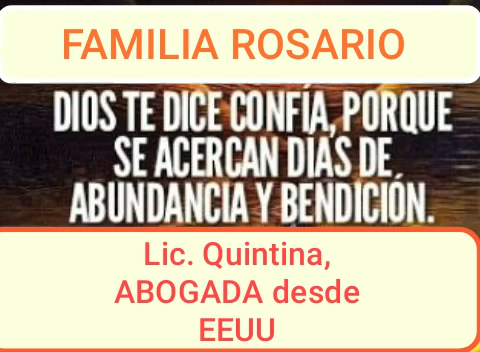 FAMILIA ROSARIO
DIOS TE DICE CONFÍA, PORQUE
SE ACERCAN DÍAS DE
ABUNDANCIA Y BENDICIÓN.
Lic. Quintina,
ABOGADA desde
EEUU